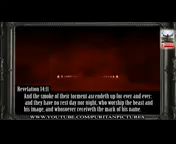 Revelation 14:11
And the smoke of their torment ascendeth up for ever and ever:
and they have no rest day nor night, who worship the beast and
his image, and whosoever receiveth the mark of his name.
WWW.YOUTUBE.COM/PURITANPICTURES